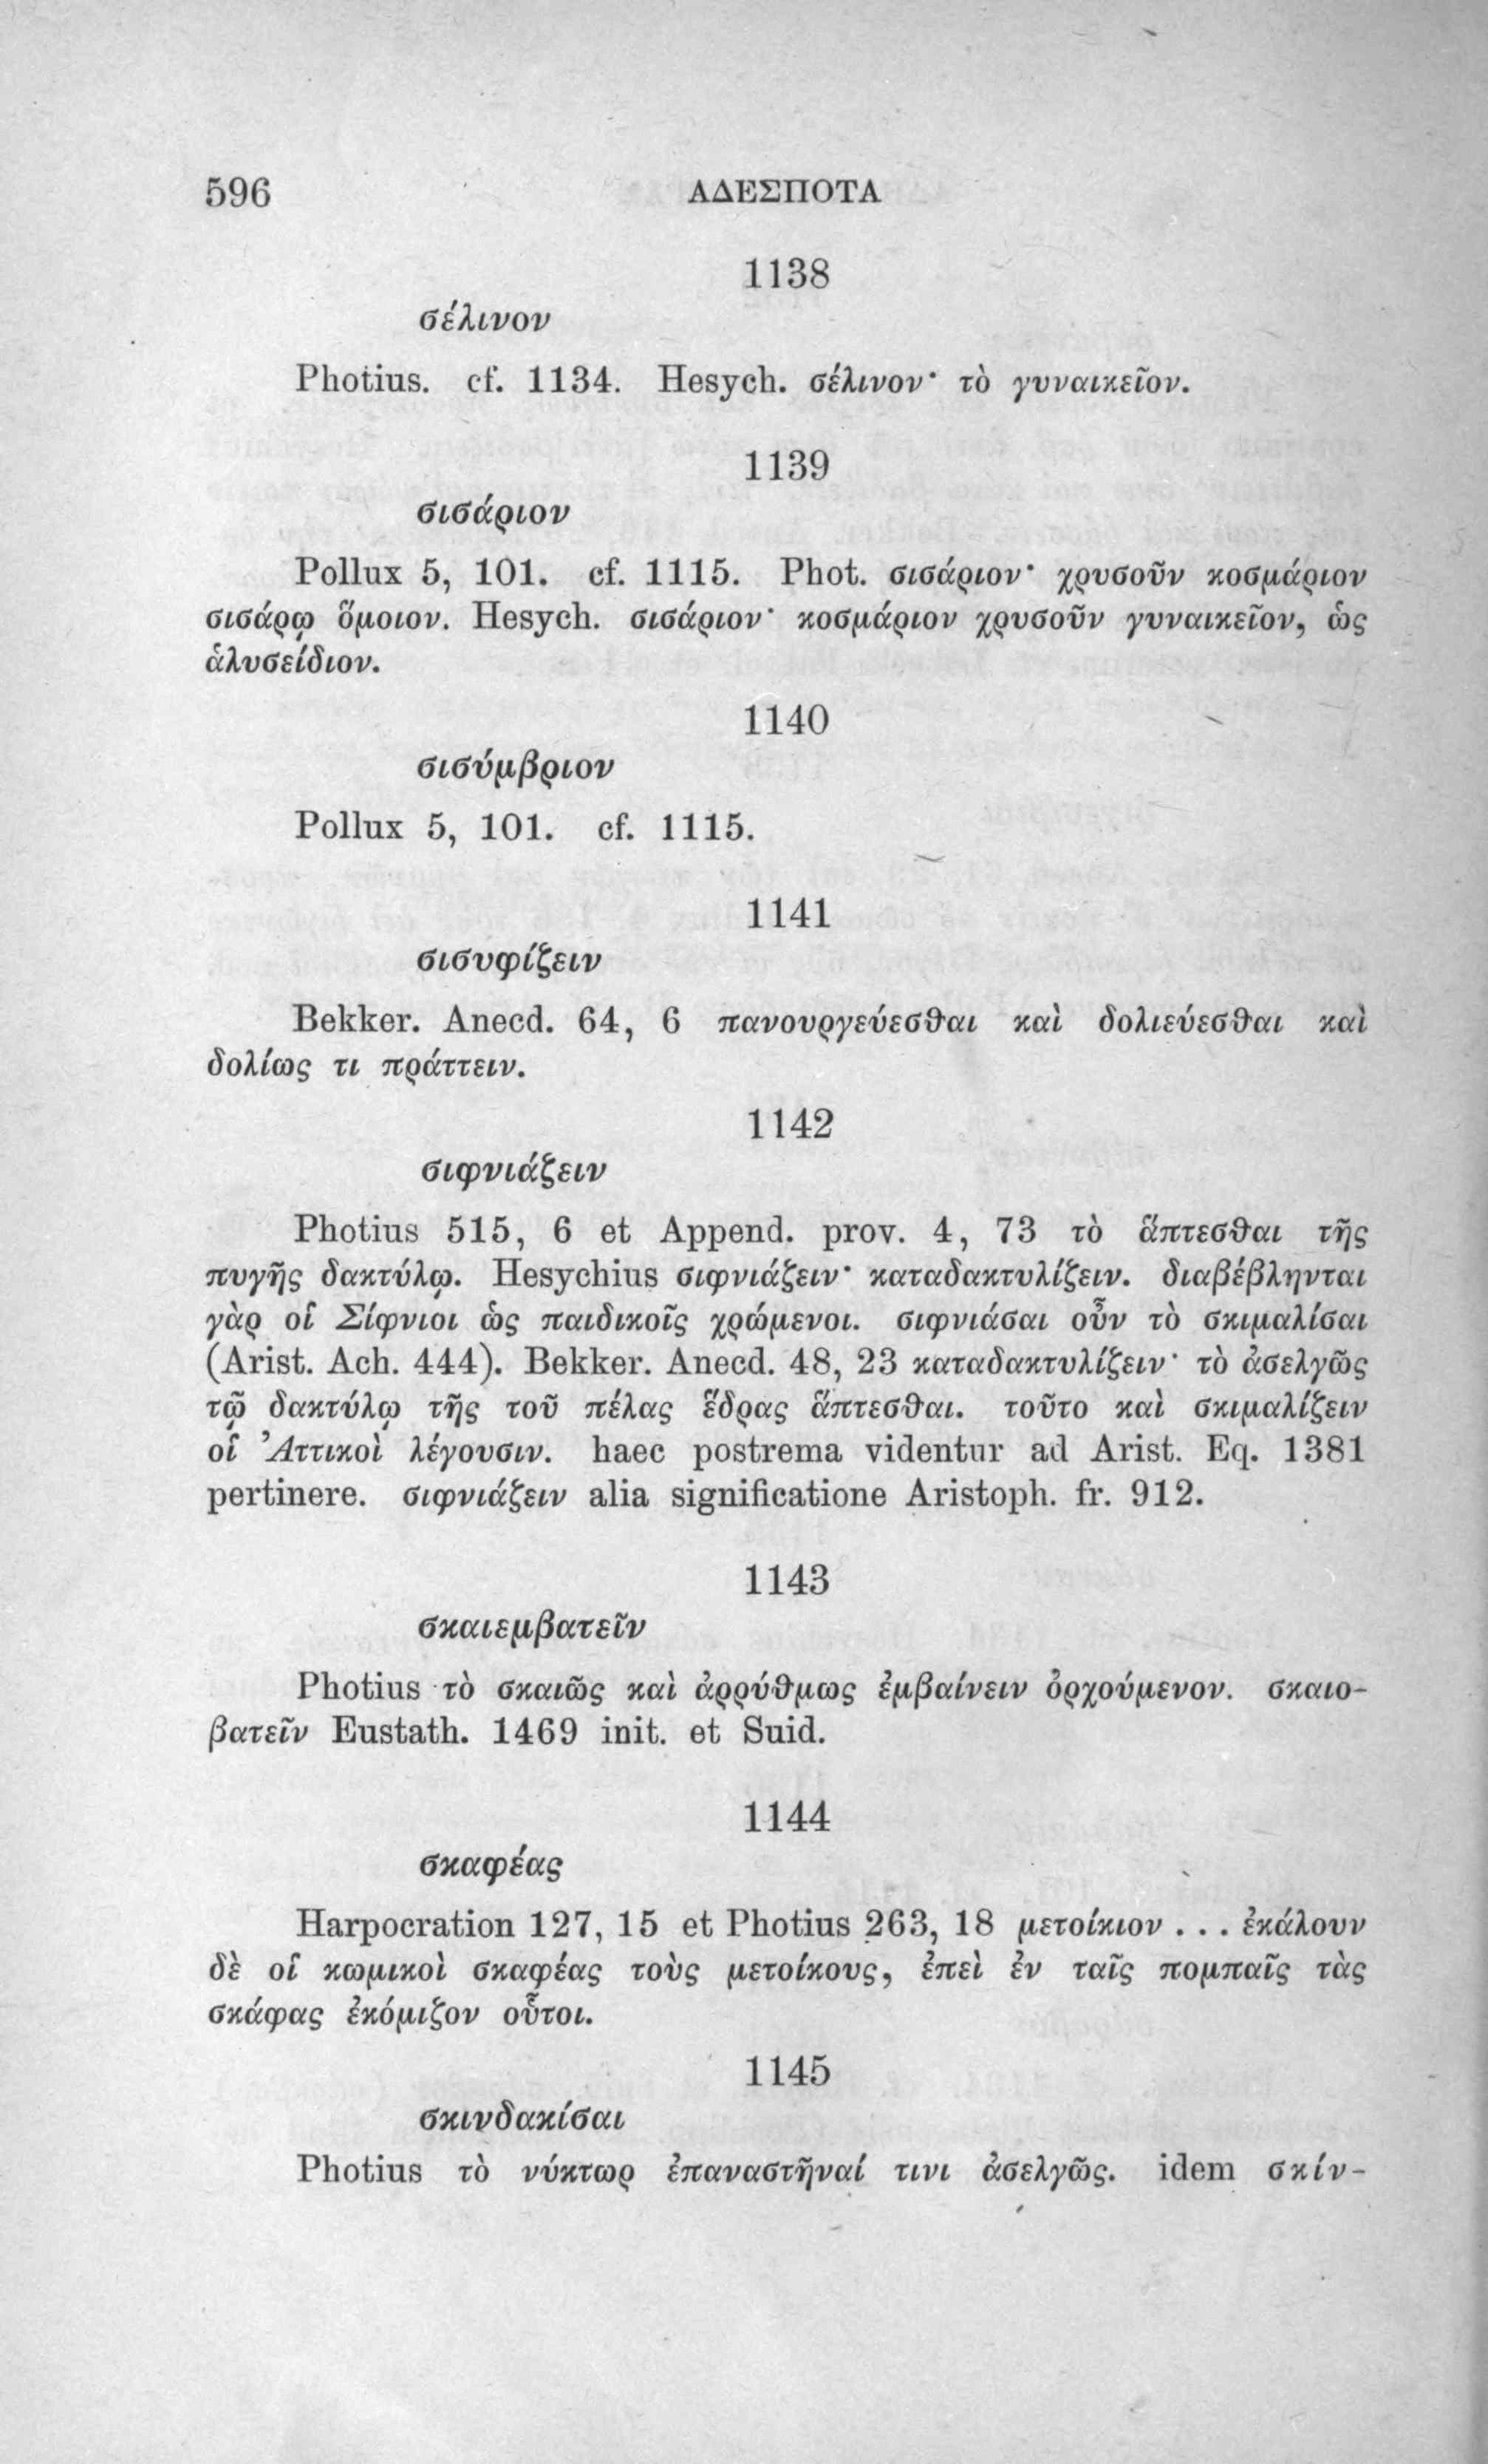 596 ΑΔΕΣΠΟΤΑ
1138
σέλινον
Photius. cf. 1134. Hesych. σέλινον· τὸ γυναικεῖον.
1139
σισάριον
Pollux 5, 101. cf. 1115. Phot. σισάριον· χρυσοῦν κοσμάριον
σισάρῳ ὅμοιον. Hesych. σισάριον· κοσμάριον χρυσοῦν γυναικεῖον, ὡς
ἁλυσείδιον.
1140
σισύμβριον
Pollux 5, 101. cf. 1115.
1141
σισυφίζειν
Bekker. Anecd. 64, 6 πανουργεύεσθαι καὶ δολιεύεσθαι καὶ
δολίως τι πράττειν.
1142
σιφνιάζειν
Photius 515, 6 et Append. prov. 4, 73 τὸ ἅπτεσθαι τῆς
πυγῆς δακτύλῳ. Hesychius σιφνιάζειν· καταδακτυλίζειν. διαβέβληνται
γὰρ οἱ Σίφνιοι ὡς παιδικοῖς χρώμενοι. σιφνιάσαι οὖν τὸ σκιμαλίσαι
(Arist. Ach. 444). Bekker. Anecd. 48, 23 καταδακτυλίζειν· τὸ ἀσελγῶς
τῷ δακτύλῳ τῆς τοῦ πέλας ἕδρας ἅπτεσθαι. τοῦτο καὶ σκιμαλίζειν
οἱ Ἀττικοὶ λέγουσιν. haec postrema videntur ad Arist. Eq. 1381
pertinere. σιφνιάζειν alia significatione Aristoph. fr. 912.
1143
σκαιεμβατεῖν
Photius τὸ σκαιῶς καὶ ἀρρύθμως ἐμβαίνειν ὀρχούμενον. σκαιο-
βατεῖν Eustath. 1469 init. et Suid.
1144
σκαφέας
Harpocration 127, 15 et Photius 263, 18 μετοίκιον . . . ἐκάλουν
δὲ οἱ κωμικοὶ σκαφέας τοὺς μετοίκους, ἐπεὶ ἐν ταῖς πομπαῖς τὰς
σκάφας ἐκόμιζον οὗτοι.
1145
σκινδακίσαι
Photius τὸ νύκτωρ ἐπαναστῆναί τινι ἀσελγῶς. idem σκίν-